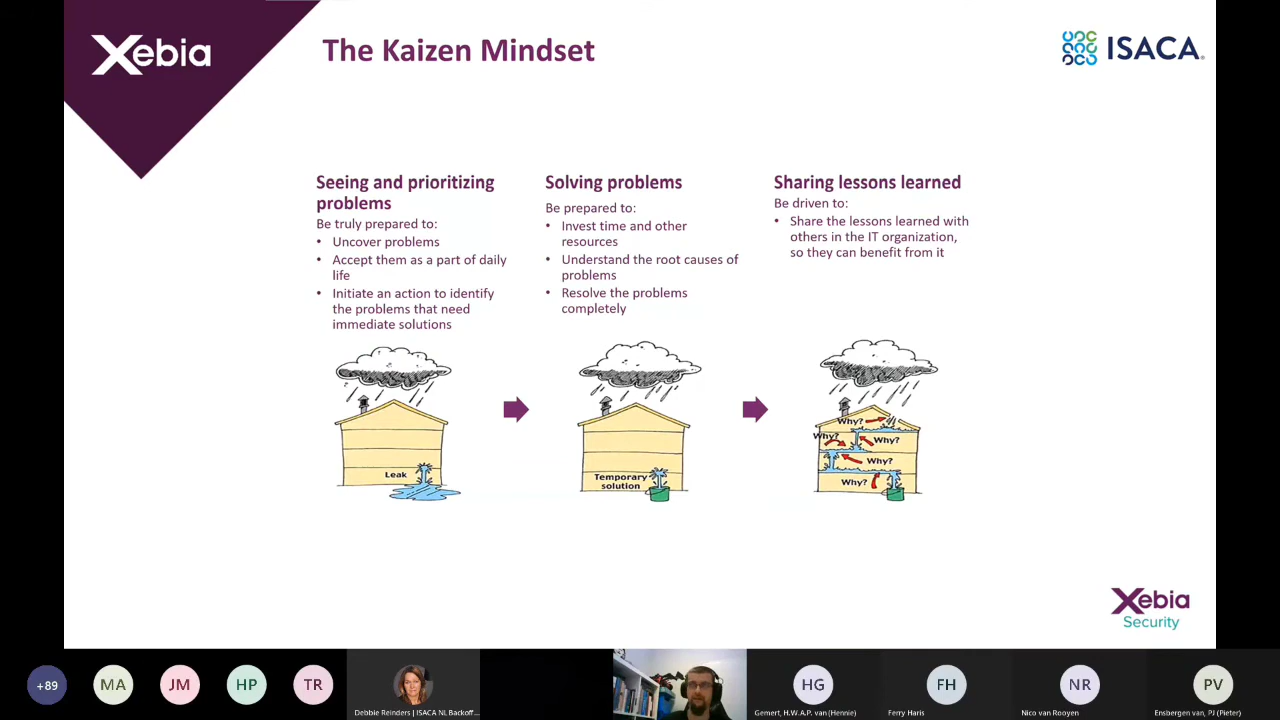 Xebia
The Kaizen Mindset
ISACA®
Seeing and prioritizing
problems
Be truly prepared to:
• Uncover problems
• Accept them as a part of daily
life
• Initiate an action to identify
the problems that need
immediate solutions
Solving problems
Be prepared to:
• Invest time and other
resources
• Understand the root causes of
problems
• Resolve the problems
completely
Sharing lessons learned
Be driven to:
• Share the lessons learned with
others in the IT organization,
so they can benefit from it
Leak
Temporary
solution
Why?
Why?
Why?
Why?
Why?
Xebia
Security
+89
MA
JM
HP
TR
Debbie Reinders | ISACA NL Backoff...
HG
Gemert, H.W.A.P. van (Hennie)
FH
Ferry Haris
NR
Nico van Rooyen
PV
Ensbergen van, PJ (Pieter)